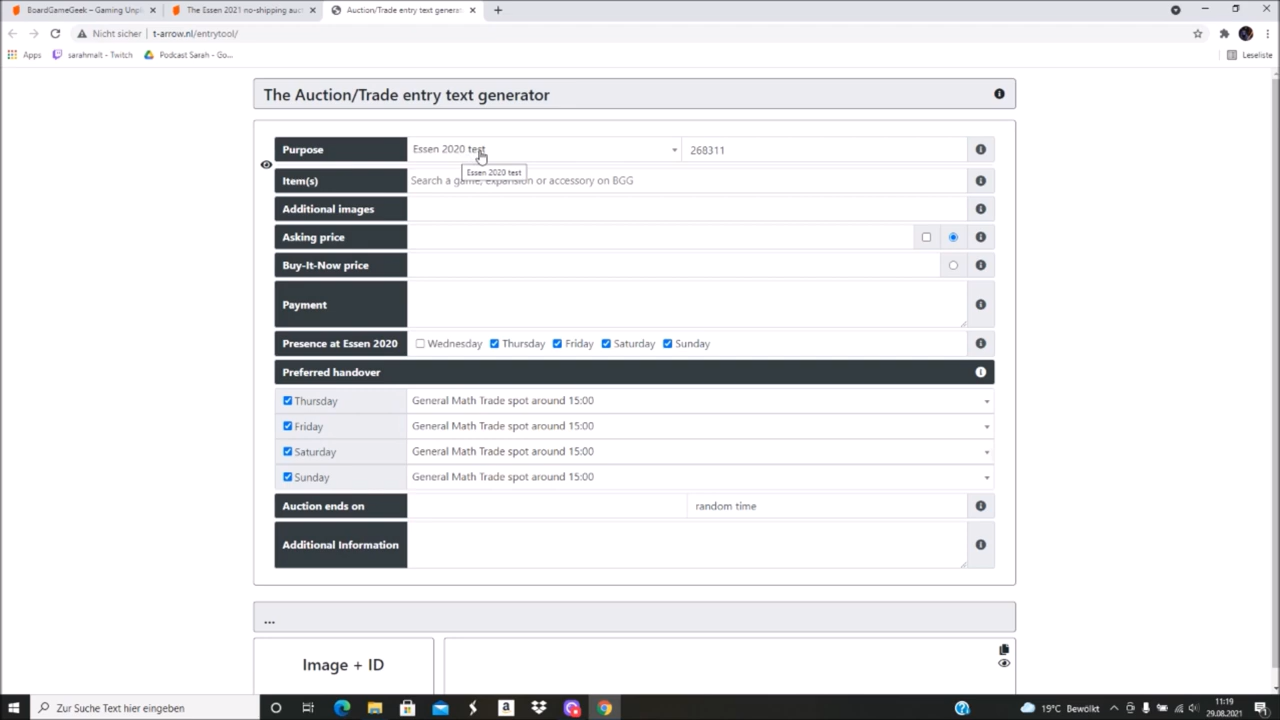 BoardGameGeek – Gaming Unpl
The Essen 2021 no-shipping auc
Auction/Trade entry text generat
Nicht sicher | t-arrow.nl/entrytool/
Apps
sarahmalt - Twitch
Podcast Sarah - Go...
Leseliste
The Auction/Trade entry text generator
Purpose
Essen 2020 test
268311
Essen 2020 test
Item(s)
Search a game, expansion or accessory on BGG
Additional images
Asking price
Buy-It-Now price
Payment
Presence at Essen 2020
Wednesday Thursday Friday Saturday Sunday
Preferred handover
Thursday General Math Trade spot around 15:00
Friday General Math Trade spot around 15:00
Saturday General Math Trade spot around 15:00
Sunday General Math Trade spot around 15:00
Auction ends on
random time
Additional Information
...
Image + ID
Zur Suche Text hier eingeben
19°C Bewölkt
11:19
29.08.2021